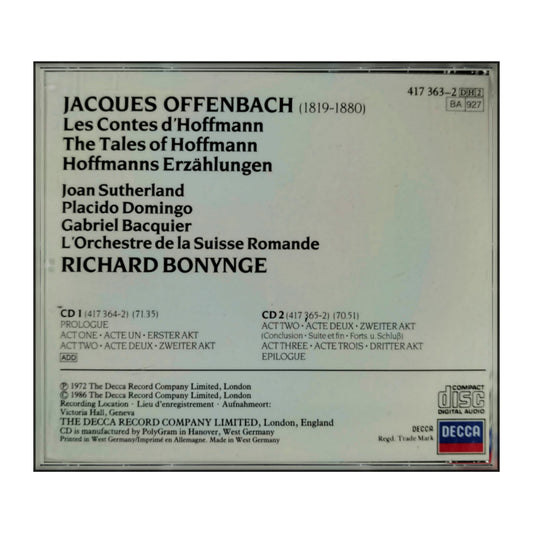 JACQUES OFFENBACH (1819-1880)
417 363-2 DH 2
BA 927
Les Contes d'Hoffmann
The Tales of Hoffmann
Hoffmanns Erzählungen
Joan Sutherland
Placido Domingo
Gabriel Bacquier
L'Orchestre de la Suisse Romande
RICHARD BONYNGE
CD 1 (417 364-2) (71.35)
PROLOGUE
ACT ONE · ACTE UN · ERSTER AKT
ACT TWO · ACTE DEUX · ZWEITER AKT
ADD
CD 2 (417 365-2) (70.51)
ACT TWO · ACTE DEUX · ZWEITER AKT
(Conclusion · Suite et fin · Forts. u. Schluß)
ACT THREE · ACTE TROIS · DRITTER AKT
EPILOGUE
Ⓟ 1972 The Decca Record Company Limited, London
© 1986 The Decca Record Company Limited, London
Recording Location · Lieu d'enregistrement · Aufnahmeort:
Victoria Hall, Geneva
THE DECCA RECORD COMPANY LIMITED, London, England
CD is manufactured by PolyGram in Hanover, West Germany
Printed in West Germany/Imprimé en Allemagne. Made in West Germany
COMPACT
disc
DIGITAL AUDIO
DECCA
Regd. Trade Mark
DECCA